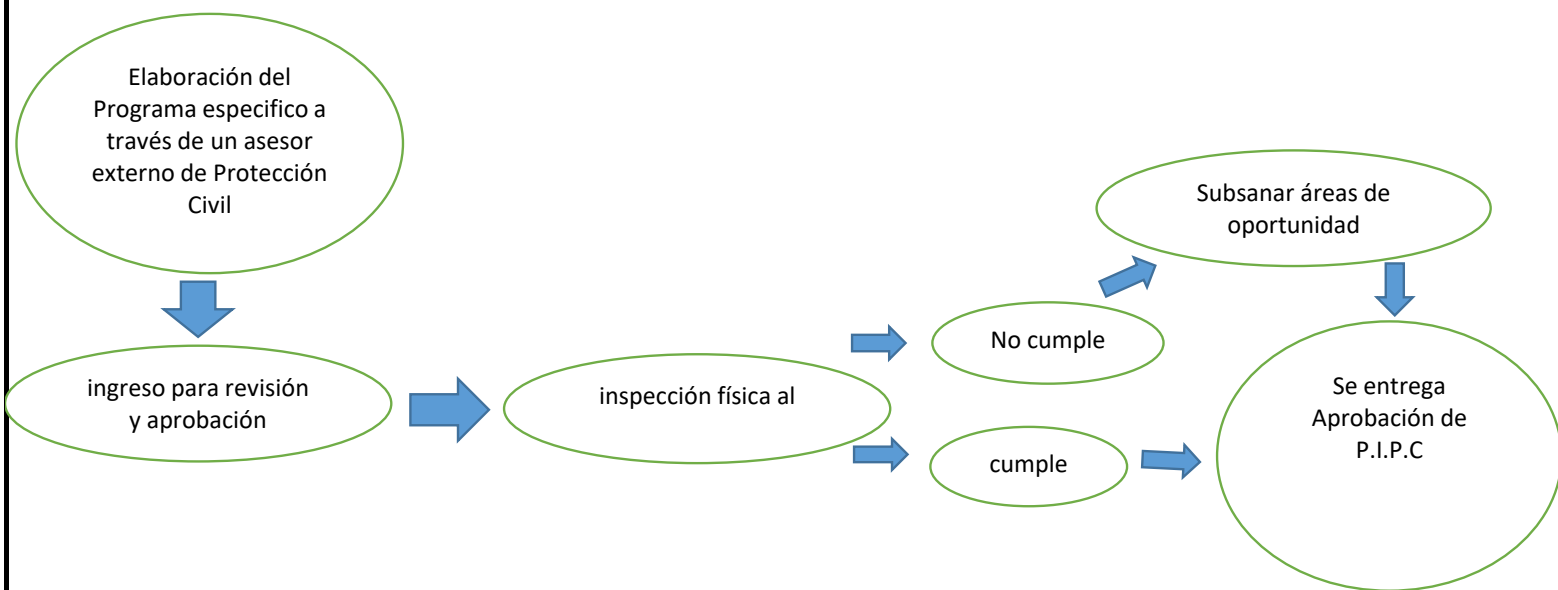 Elaboración del
Programa especifico a
través de un asesor
externo de Protección
Civil
ingreso para revisión
y aprobación
inspección física al
No cumple
cumple
Subsanar áreas de
oportunidad
Se entrega
Aprobación de
P.I.P.C